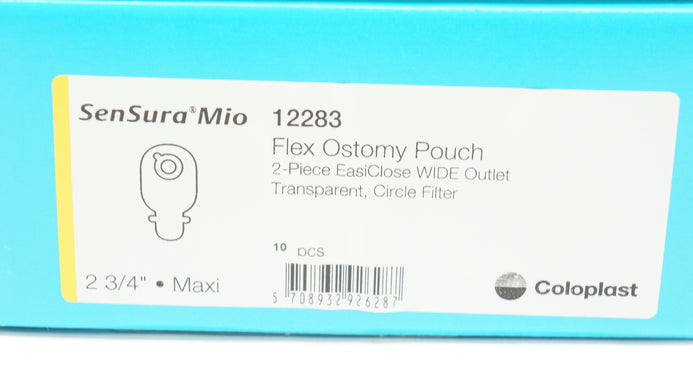 SenSura® Mio 12283
Flex Ostomy Pouch
2-Piece EasiClose WIDE Outlet
Transparent, Circle Filter
10 pcs
2 3/4" • Maxi
5 708932 926287
Coloplast